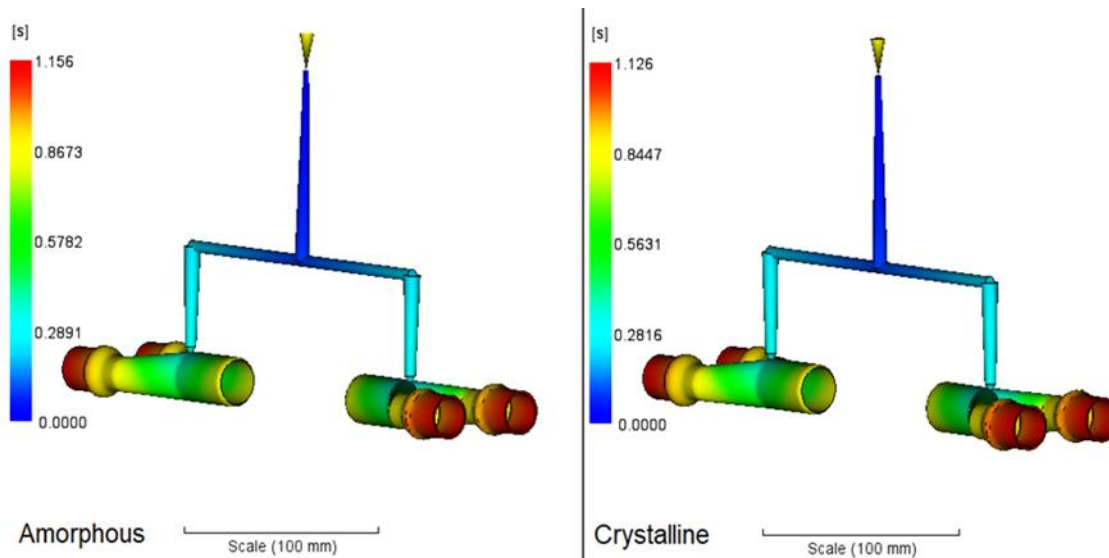 [s]
1.156
0.8673
0.5782
0.2891
0.0000
Amorphous
Scale (100 mm)
[s]
1.126
0.8447
0.5631
0.2816
0.0000
Crystalline
Scale (100 mm)